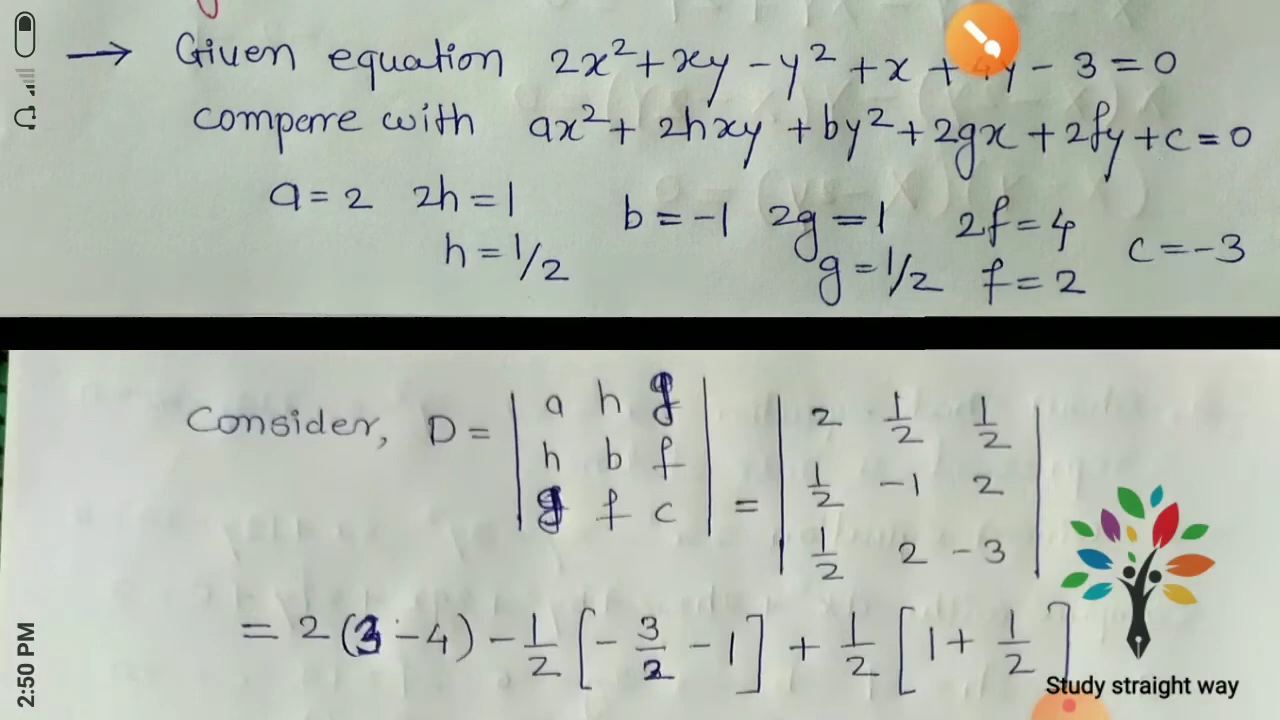 → Given equation 2x² + xy - y² + x + 4y - 3 = 0
compare with ax² + 2hxy + by² + 2gx + 2fy + c = 0
a = 2 2h = 1 b = -1 2g = 1 2f = 4 c = -3
h = 1/2 g = 1/2 f = 2
Consider, D = | a h g | = | 2 1/2 1/2 |
| h b f | | 1/2 -1 2 |
| g f c | | 1/2 2 -3 |
= 2 (3 - 4) - 1/2 [- 3/2 - 1] + 1/2 [1 + 1/2]
Study straight way
2:50 PM